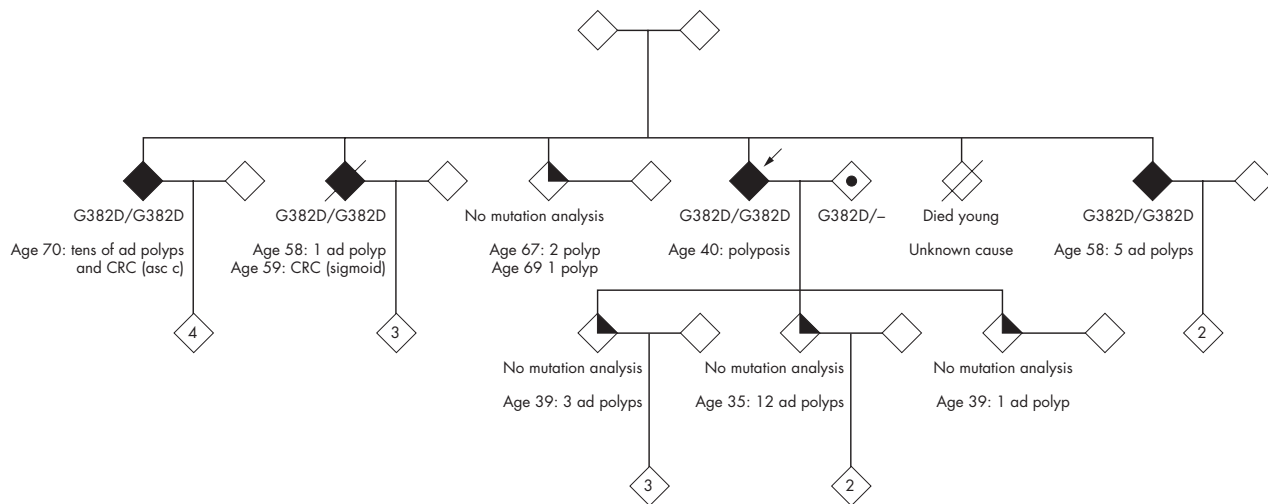 G382D/G382D
Age 70: tens of ad polyps
and CRC (asc c)
G382D/G382D
Age 58: 1 ad polyp
Age 59: CRC (sigmoid)
No mutation analysis
Age 67: 2 polyp
Age 69 1 polyp
G382D/G382D
Age 40: polyposis
G382D/–
Died young
Unknown cause
G382D/G382D
Age 58: 5 ad polyps
4
3
No mutation analysis
Age 39: 3 ad polyps
No mutation analysis
Age 35: 12 ad polyps
No mutation analysis
Age 39: 1 ad polyp
2
3
2